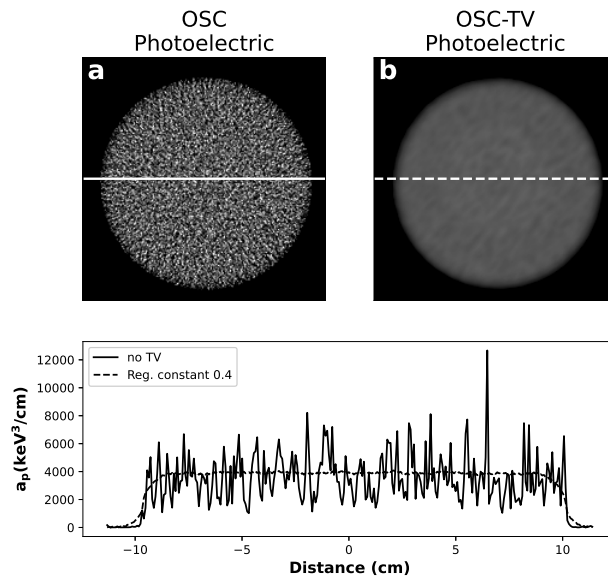 OSC
Photoelectric
OSC-TV
Photoelectric
a
b
no TV
Reg. constant 0.4
12000
10000
8000
6000
4000
2000
0
aₚ(keV³/cm)
−10
−5
0
5
10
Distance (cm)